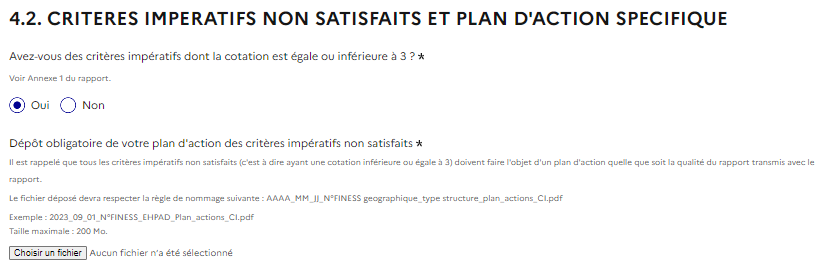 4.2. CRITERES IMPERATIFS NON SATISFAITS ET PLAN D'ACTION SPECIFIQUE
Avez-vous des critères impératifs dont la cotation est égale ou inférieure à 3 ? *
Voir Annexe 1 du rapport.
Oui Non
Dépôt obligatoire de votre plan d'action des critères impératifs non satisfaits *
Il est rappelé que tous les critères impératifs non satisfaits (c'est à dire ayant une cotation inférieure ou égale à 3) doivent faire l'objet d'un plan d'action quelle que soit la qualité du rapport transmis avec le
rapport.
Le fichier déposé devra respecter la règle de nommage suivante : AAAA_MM_JJ_N°FINESS geographique_type structure_plan_actions_CI.pdf
Exemple : 2023_09_01_N°FINESS_EHPAD_Plan_actions_CI.pdf
Taille maximale : 200 Mo.
Choisir un fichier Aucun fichier n'a été sélectionné